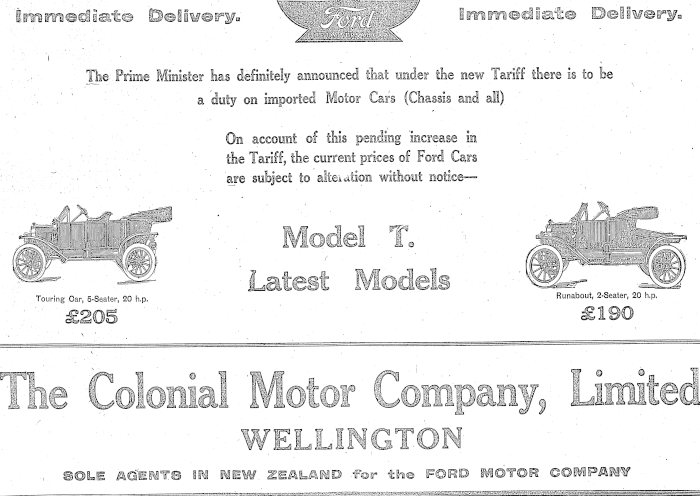 Immediate Delivery.
Ford
Immediate Delivery.
The Prime Minister has definitely announced that under the new Tariff there is to be
a duty on imported Motor Cars (Chassis and all)
On account of this pending increase in
the Tariff, the current prices of Ford Cars
are subject to alteration without notice—
Model T.
Latest Models
Touring Car, 5-Seater, 20 h.p.
£205
Runabout, 2-Seater, 20 h.p.
£190
The Colonial Motor Company, Limited
WELLINGTON
SOLE AGENTS IN NEW ZEALAND for the FORD MOTOR COMPANY